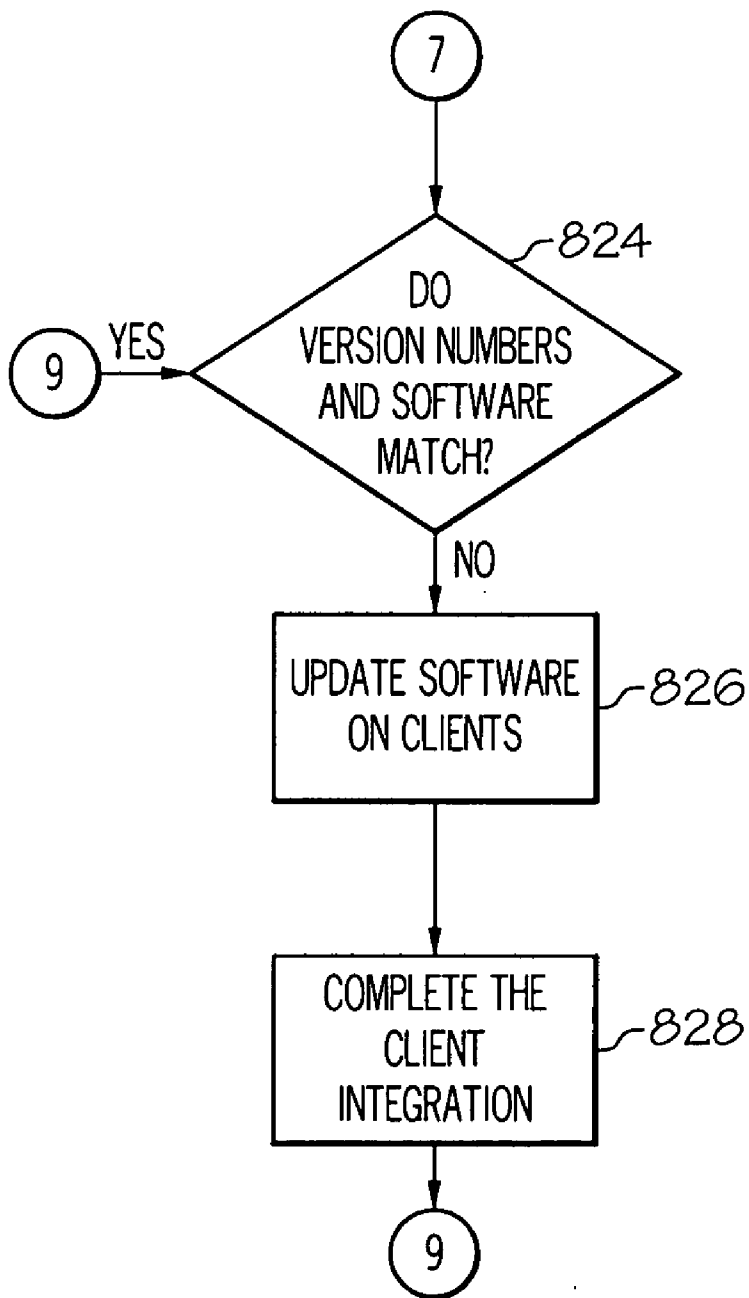 7
824
DO
VERSION NUMBERS
AND SOFTWARE
MATCH?
9
YES
NO
UPDATE SOFTWARE
ON CLIENTS
826
COMPLETE THE
CLIENT
INTEGRATION
828
9